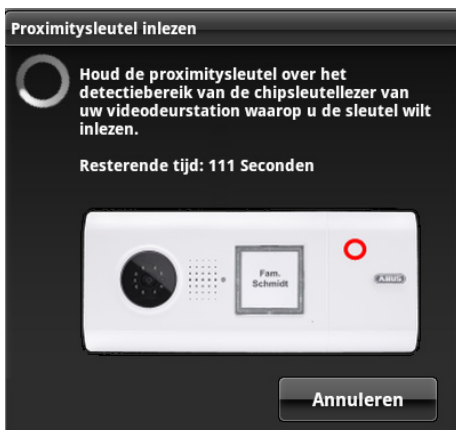 Proximitysleutel inlezen
Houd de proximitysleutel over het
detectiebereik van de chipsleutellezer van
uw videodeurstation waarop u de sleutel wilt
inlezen.
Resterende tijd: 111 Seconden
Fam.
Schmidt
ABUS
Annuleren